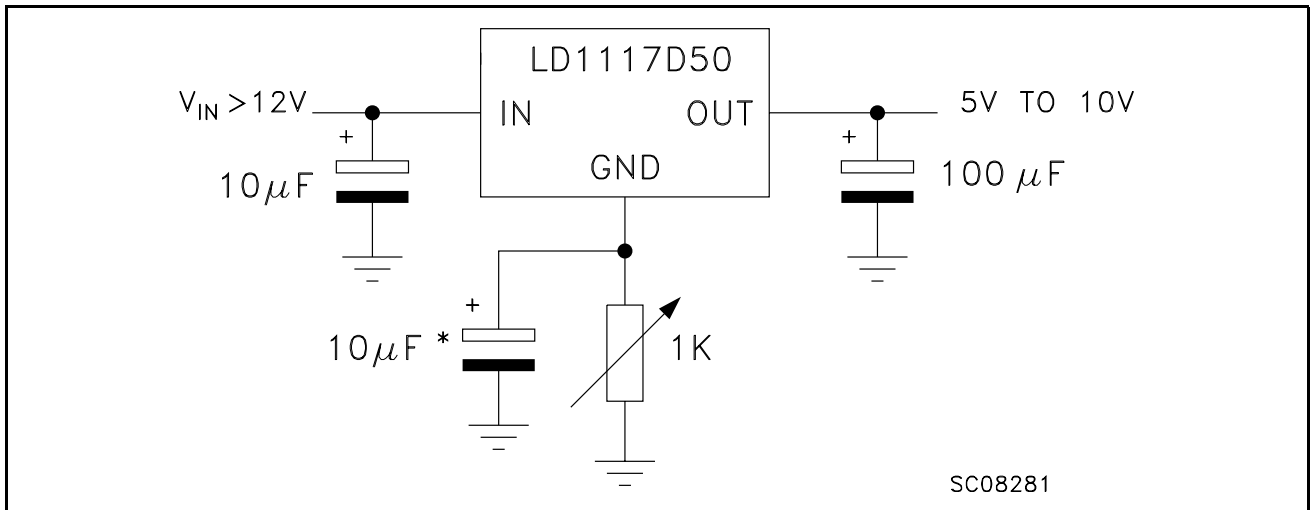 LD1117D50
V_IN >12V
IN
OUT
5V TO 10V
+
+
GND
10μF
100 μF
+
10μF *
1K
SC08281